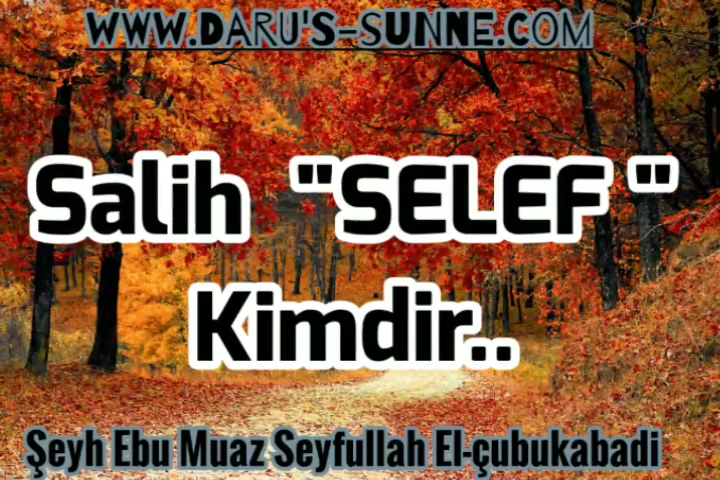 WWW.DARU'S-SUNNE.COM
Salih "SELEF"
Kimdir..
Şeyh Ebu Muaz Seyfullah El-çubukabadi